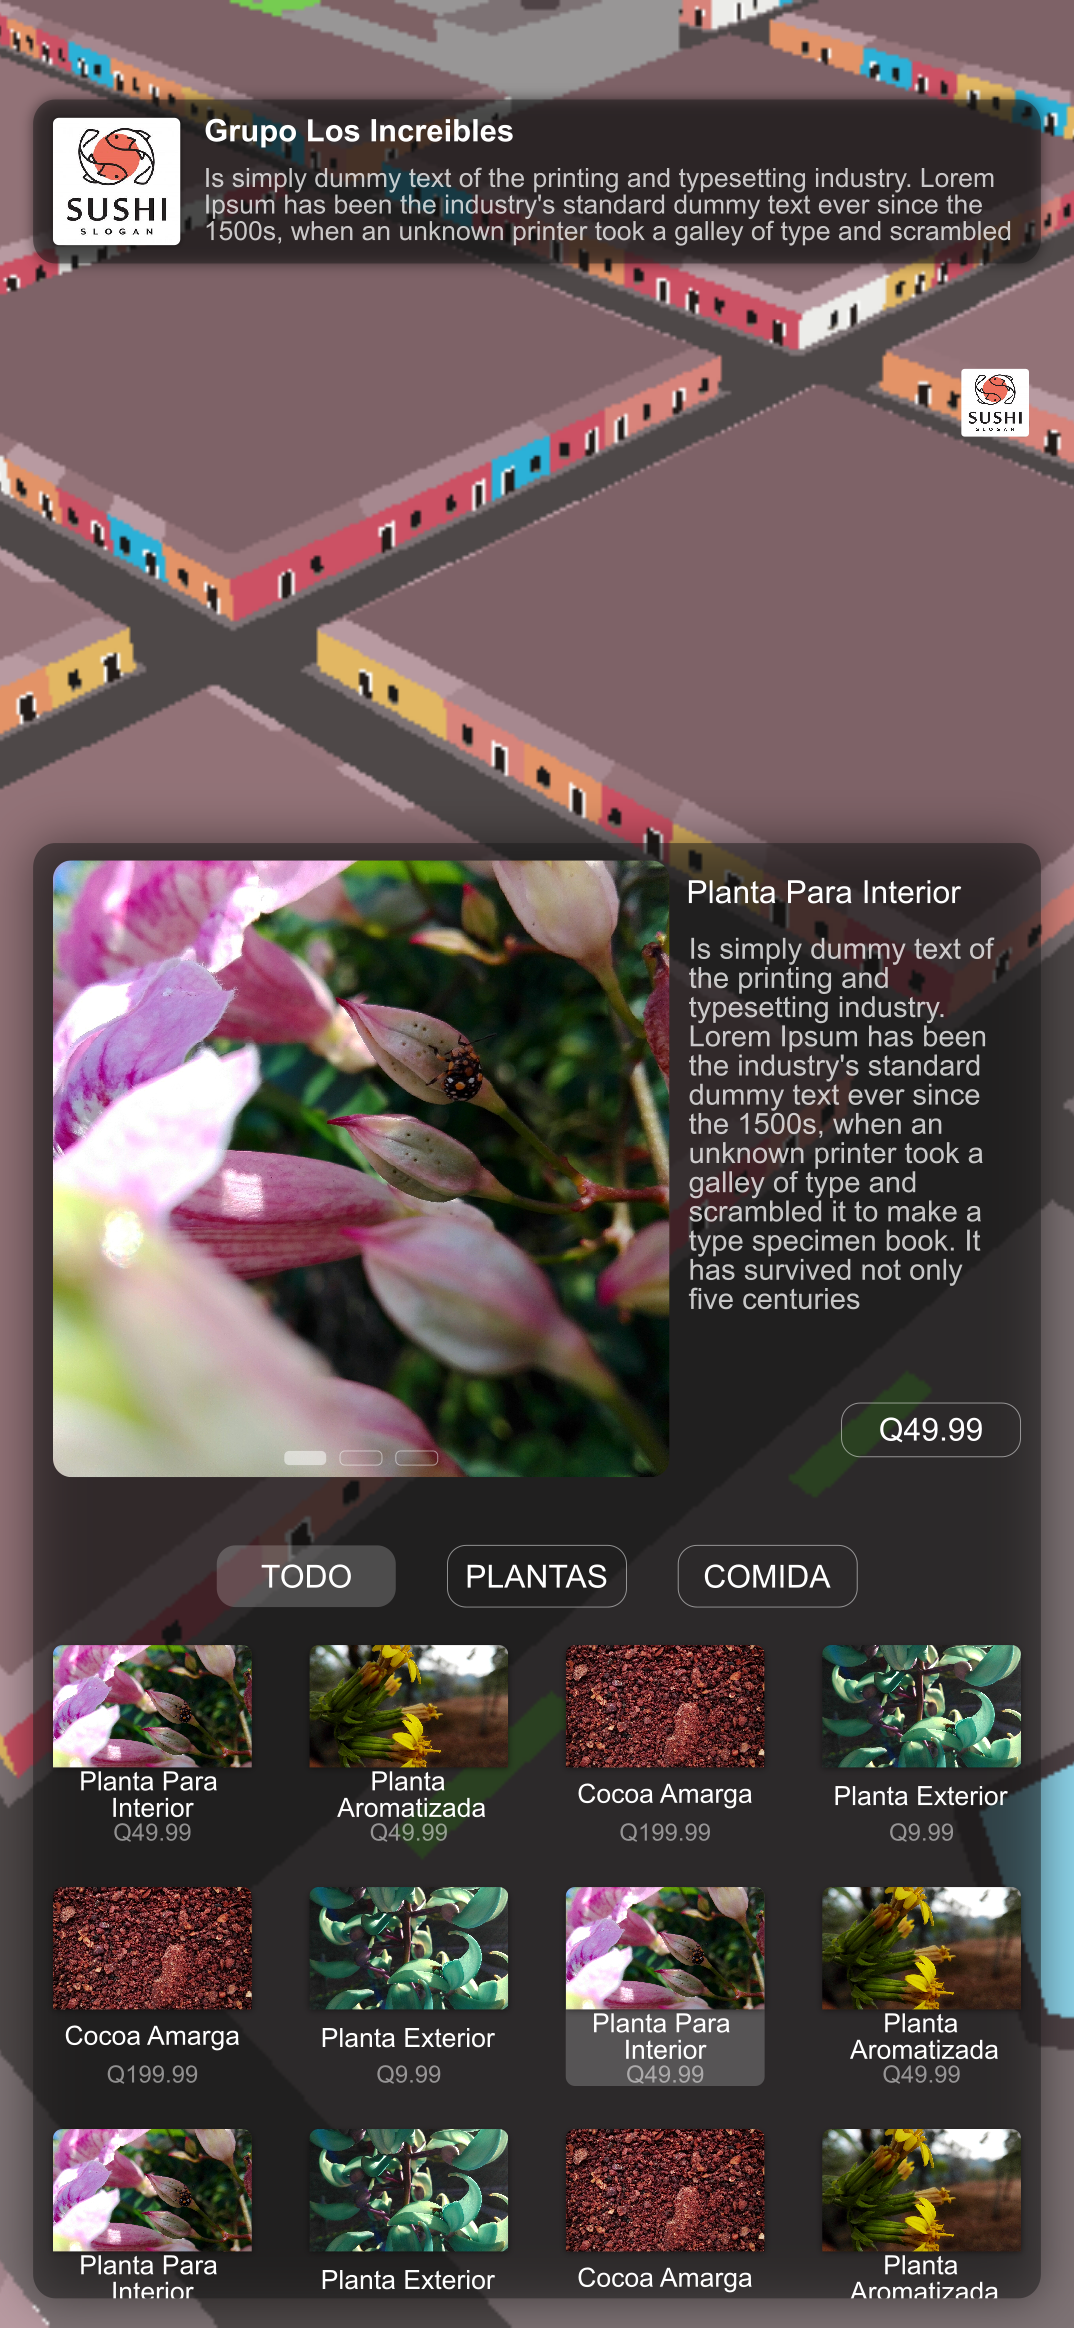 SUSHI
SLOGAN
Grupo Los Increibles
Is simply dummy text of the printing and typesetting industry. Lorem
Ipsum has been the industry's standard dummy text ever since the
1500s, when an unknown printer took a galley of type and scrambled
SUSHI
SLOGAN
Planta Para Interior
Is simply dummy text of
the printing and
typesetting industry.
Lorem Ipsum has been
the industry's standard
dummy text ever since
the 1500s, when an
unknown printer took a
galley of type and
scrambled it to make a
type specimen book. It
has survived not only
five centuries
Q49.99
TODO
PLANTAS
COMIDA
Planta Para
Interior
Q49.99
Planta
Aromatizada
Q49.99
Cocoa Amarga
Q199.99
Planta Exterior
Q9.99
Cocoa Amarga
Q199.99
Planta Exterior
Q9.99
Planta Para
Interior
Q49.99
Planta
Aromatizada
Q49.99
Planta Para
Interior
Planta Exterior
Cocoa Amarga
Planta
Aromatizada